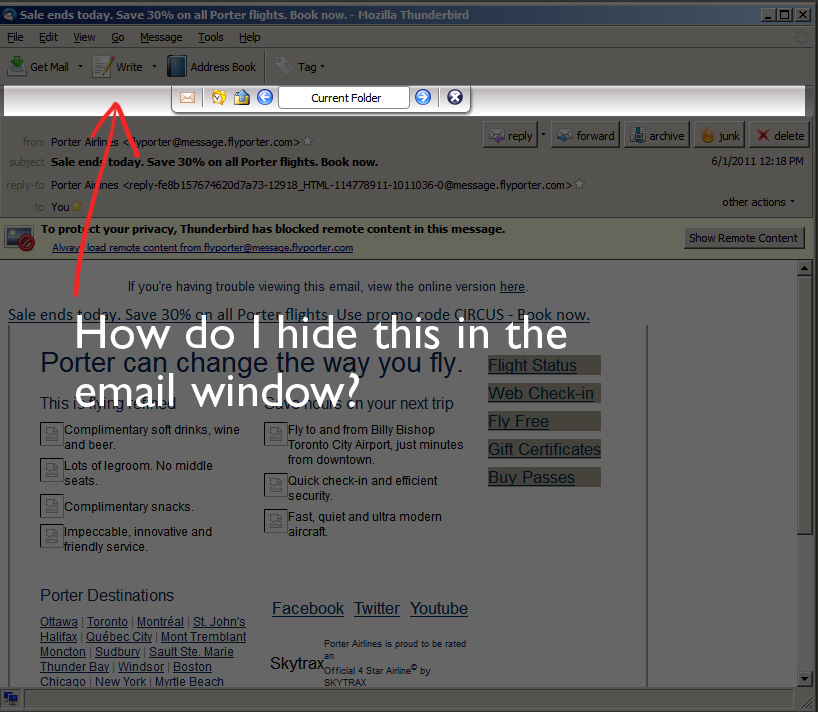 Sale ends today. Save 30% on all Porter flights. Book now. - Mozilla Thunderbird
File Edit View Go Message Tools Help
Get Mail Write Address Book Tag
Current Folder
from Porter Airlines <flyporter@message.flyporter.com> reply forward archive junk delete
subject Sale ends today. Save 30% on all Porter flights. Book now. 6/1/2011 12:18 PM
reply-to Porter Airlines <reply-fe8b157674620d7a73-12918_HTML-114778911-1011036-0@message.flyporter.com>
to You other actions
To protect your privacy, Thunderbird has blocked remote content in this message.
Always load remote content from flyporter@message.flyporter.com Show Remote Content
If you're having trouble viewing this email, view the online version here.
Sale ends today. Save 30% on all Porter flights. Use promo code CIRCUS - Book now.
How do I hide this in the
email window?
Porter can change the way you fly.
This is flying refined
Complimentary soft drinks, wine
and beer.
Lots of legroom. No middle
seats.
Complimentary snacks.
Impeccable, innovative and
friendly service.
Save hours on your next trip
Fly to and from Billy Bishop
Toronto City Airport, just minutes
from downtown.
Quick check-in and efficient
security.
Fast, quiet and ultra modern
aircraft.
Flight Status
Web Check-in
Fly Free
Gift Certificates
Buy Passes
Porter Destinations
Ottawa | Toronto | Montréal | St. John's
Halifax | Québec City | Mont Tremblant
Moncton | Sudbury | Sault Ste. Marie
Thunder Bay | Windsor | Boston
Chicago | New York | Myrtle Beach
Facebook Twitter Youtube
Skytrax
Porter Airlines is proud to be rated
an
Official 4 Star Airline© by
SKYTRAX